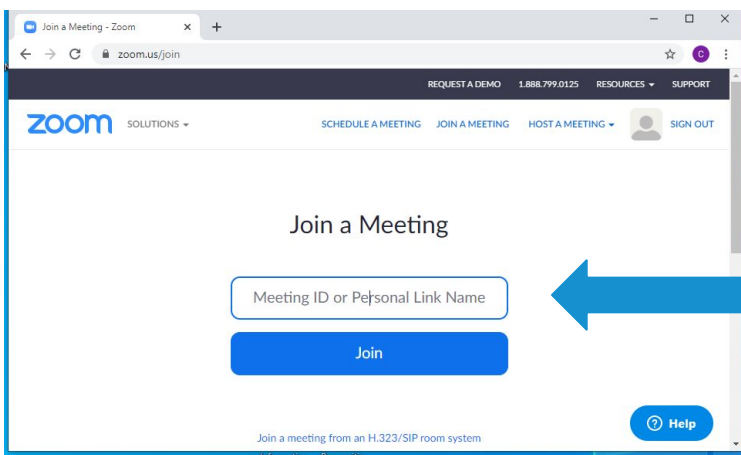 Join a Meeting - Zoom
zoom.us/join
C
REQUEST A DEMO 1.888.799.0125 RESOURCES SUPPORT
zoom SOLUTIONS SCHEDULE A MEETING JOIN A MEETING HOST A MEETING SIGN OUT
Join a Meeting
Meeting ID or Personal Link Name
Join
Help
Join a meeting from an H.323/SIP room system